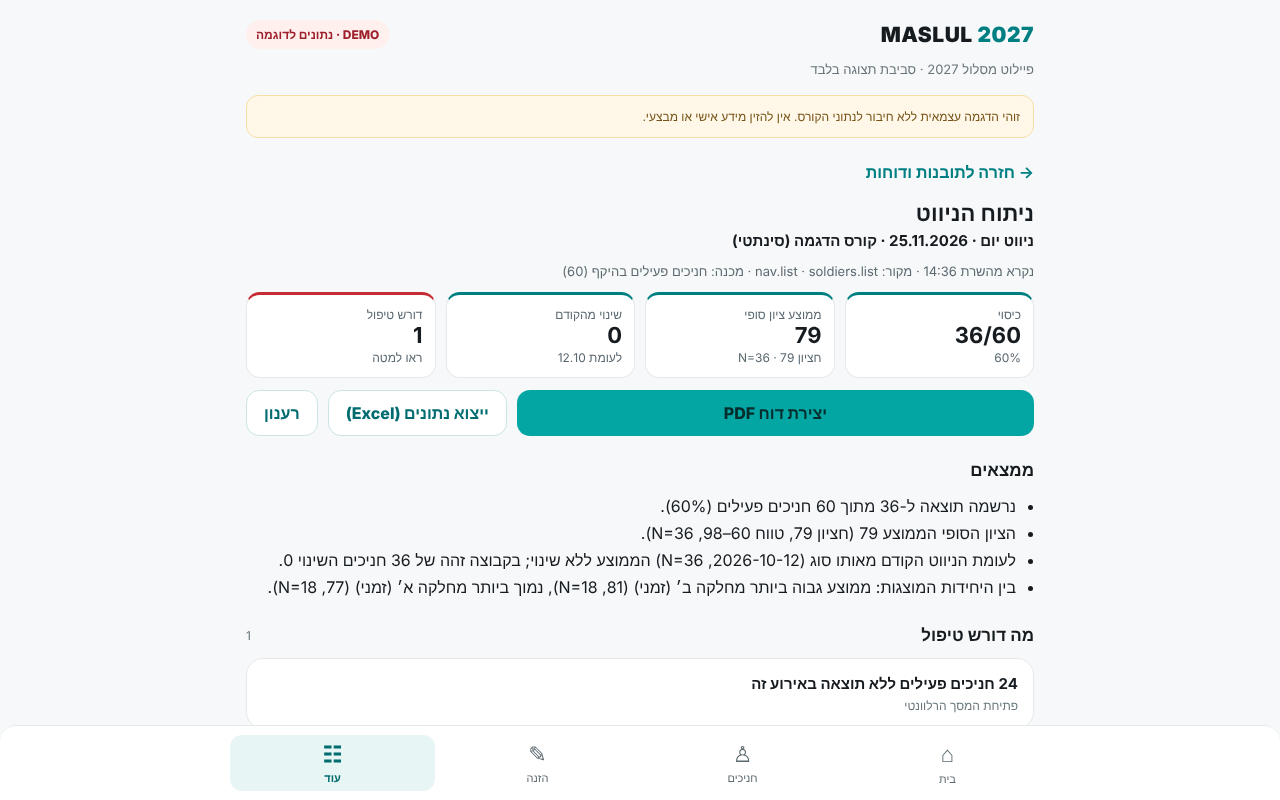 MASLUL 2027
DEMO · נתונים לדוגמה
פיילוט מסלול 2027 · סביבת תצוגה בלבד
זוהי הדגמה עצמאית ללא חיבור לנתוני הקורס. אין להזין מידע אישי או מבצעי.
→ חזרה לתובנות ודוחות
ניתוח הניווט
ניווט יום · 25.11.2026 · קורס הדגמה (סינתטי)
נקרא מהשרת 14:36 · מקור: nav.list · soldiers.list · מכנה: חניכים פעילים בהיקף (60)
כיסוי
36/60
60%
ממוצע ציון סופי
79
חציון 79 · N=36
שינוי מהקודם
0
לעומת 12.10
דורש טיפול
1
ראו למטה
יצירת דוח PDF
ייצוא נתונים (Excel)
רענון
ממצאים
• נרשמה תוצאה ל-36 מתוך 60 חניכים פעילים (60%).
• הציון הסופי הממוצע 79 (חציון 79, טווח 60–98, N=36).
• לעומת הניווט הקודם מאותו סוג (2026-10-12, N=36) הממוצע ללא שינוי; בקבוצה זהה של 36 חניכים השינוי 0.
• בין היחידות המוצגות: ממוצע גבוה ביותר מחלקה ב׳ (זמני) (81, N=18), נמוך ביותר מחלקה א׳ (זמני) (77, N=18).
מה דורש טיפול
1
24 חניכים פעילים ללא תוצאה באירוע זה
פתיחת המסך הרלוונטי
בית
חניכים
הזנה
עוד